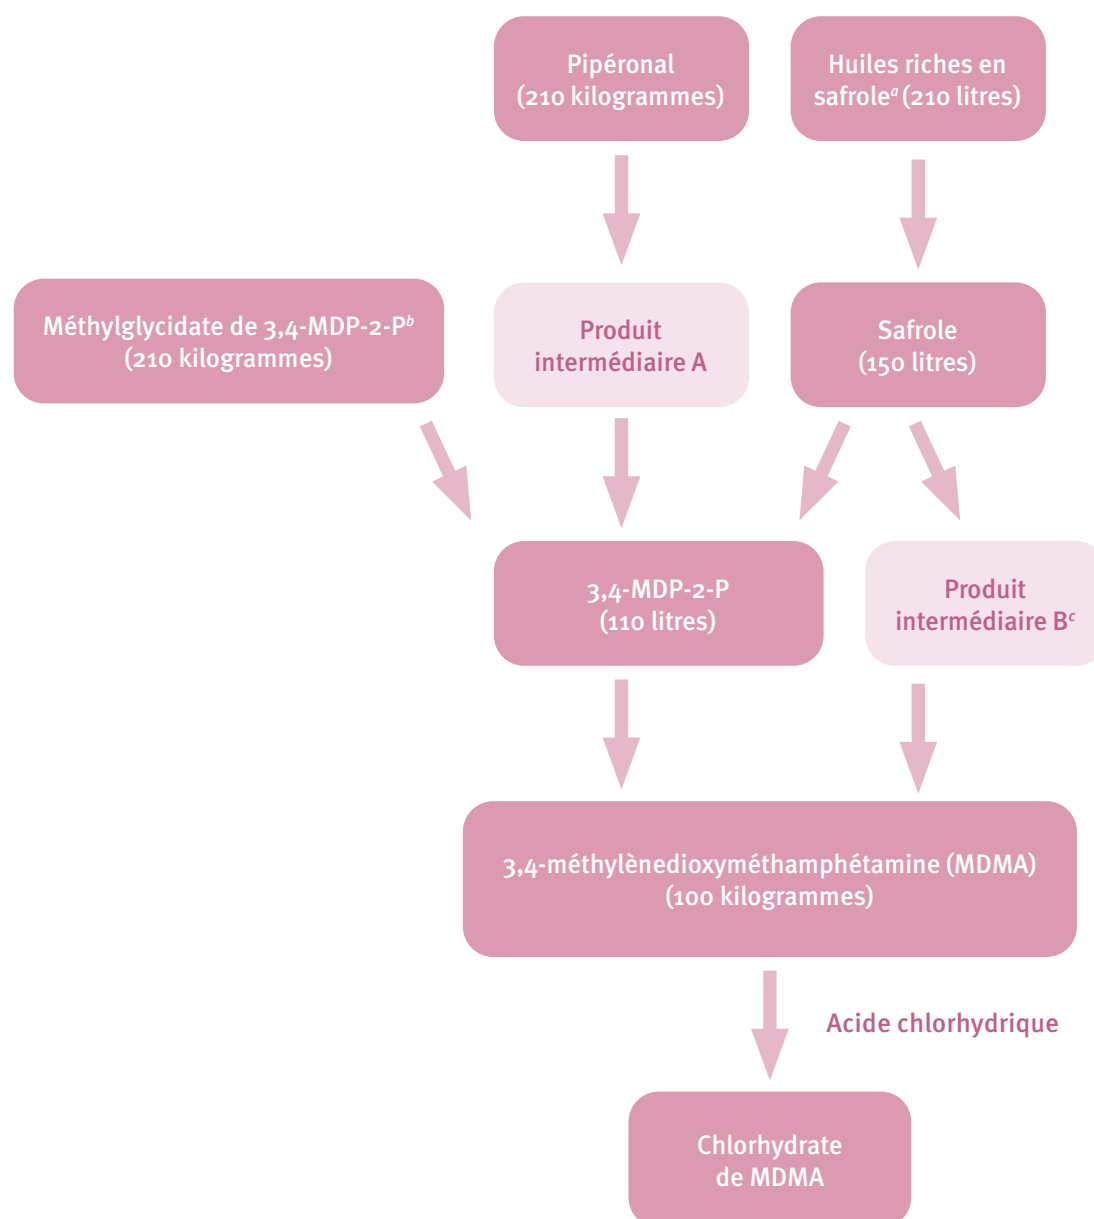 Pipéronal
(210 kilogrammes)
Huiles riches en
safroleᵃ (210 litres)
Méthylglycidate de 3,4-MDP-2-Pᵇ
(210 kilogrammes)
Produit
intermédiaire A
Safrole
(150 litres)
3,4-MDP-2-P
(110 litres)
Produit
intermédiaire Bᶜ
3,4-méthylènedioxyméthamphétamine (MDMA)
(100 kilogrammes)
Acide chlorhydrique
Chlorhydrate
de MDMA